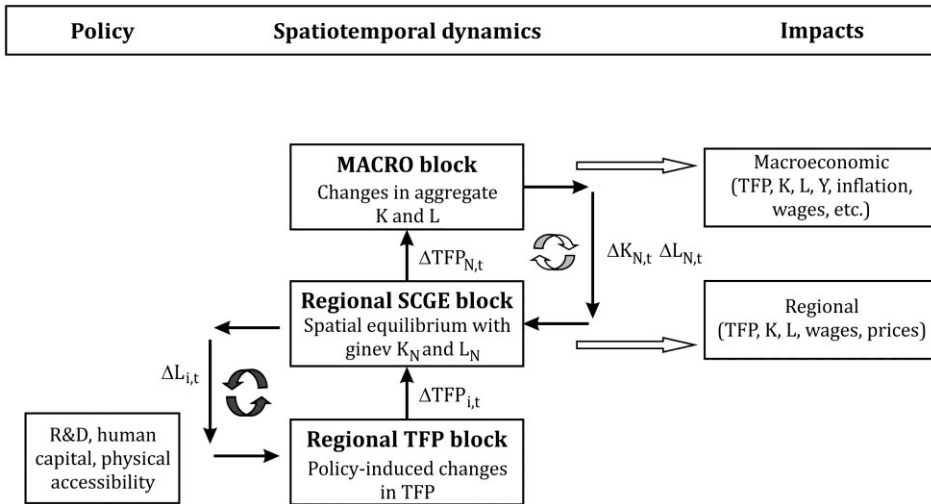 Policy Spatiotemporal dynamics Impacts
MACRO block
Changes in aggregate
K and L
Macroeconomic
(TFP, K, L, Y, inflation,
wages, etc.)
ΔTFP_N,t
ΔK_N,t ΔL_N,t
Regional SCGE block
Spatial equilibrium with
ginev K_N and L_N
Regional
(TFP, K, L, wages, prices)
ΔL_i,t
ΔTFP_i,t
R&D, human
capital, physical
accessibility
Regional TFP block
Policy-induced changes
in TFP